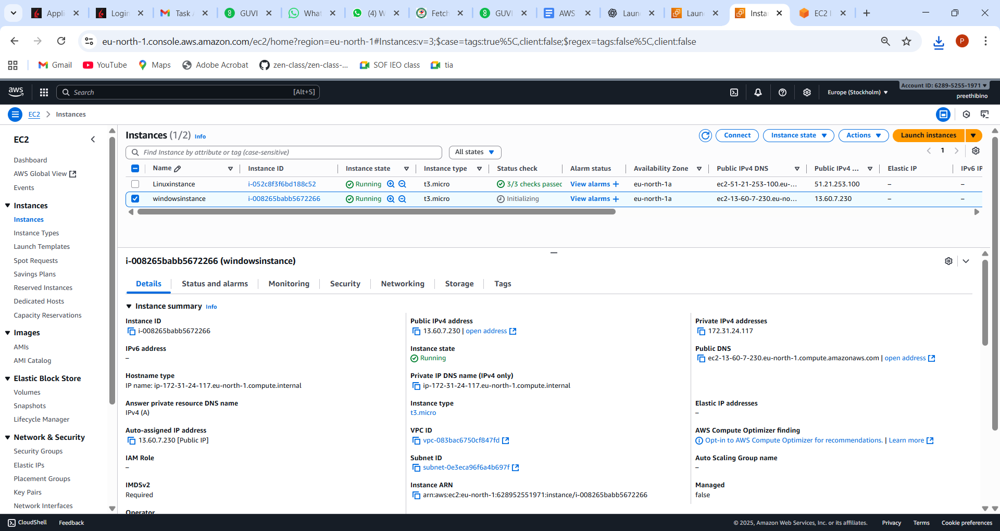 Appli
Login
Task
GUVI
What
(4) W
Fetch
GUVI
AWS
Laun
Laun
Insta
EC2 I
eu-north-1.console.aws.amazon.com/ec2/home?region=eu-north-1#Instances:v=3;$case=tags:true%5C,client:false;$regex=tags:false%5C,client:false
P
Gmail
YouTube
Maps
Adobe Acrobat
zen-class/zen-class-...
SOF IEO class
tia
aws
Search
[Alt+S]
Europe (Stockholm)
Account ID: 6289-5255-1971
preethibino
EC2
Instances
EC2
Dashboard
AWS Global View
Events
Instances
Instances
Instance Types
Launch Templates
Spot Requests
Savings Plans
Reserved Instances
Dedicated Hosts
Capacity Reservations
Images
AMIs
AMI Catalog
Elastic Block Store
Volumes
Snapshots
Lifecycle Manager
Network & Security
Security Groups
Elastic IPs
Placement Groups
Key Pairs
Network Interfaces
Instances (1/2) Info
Connect
Instance state
Actions
Launch instances
Find Instance by attribute or tag (case-sensitive)
All states
1
Name Instance ID Instance state Instance type Status check Alarm status Availability Zone Public IPv4 DNS Public IPv4 ... Elastic IP IPv6 IP
Linuxinstance i-052c8f3f6bd188c52 Running t3.micro 3/3 checks passec View alarms + eu-north-1a ec2-51-21-253-100.eu-... 51.21.253.100 – –
windowsinstance i-008265babb5672266 Running t3.micro Initializing View alarms + eu-north-1a ec2-13-60-7-230.eu-no... 13.60.7.230 – –
i-008265babb5672266 (windowsinstance)
Details
Status and alarms
Monitoring
Security
Networking
Storage
Tags
Instance summary Info
Instance ID
i-008265babb5672266
Public IPv4 address
13.60.7.230 | open address
Private IPv4 addresses
172.31.24.117
IPv6 address
–
Instance state
Running
Public DNS
ec2-13-60-7-230.eu-north-1.compute.amazonaws.com | open address
Hostname type
IP name: ip-172-31-24-117.eu-north-1.compute.internal
Private IP DNS name (IPv4 only)
ip-172-31-24-117.eu-north-1.compute.internal
Answer private resource DNS name
IPv4 (A)
Instance type
t3.micro
Elastic IP addresses
–
Auto-assigned IP address
13.60.7.230 [Public IP]
VPC ID
vpc-083bac6750cf847fd
AWS Compute Optimizer finding
Opt-in to AWS Compute Optimizer for recommendations. | Learn more
IAM Role
–
Subnet ID
subnet-0e3eca96f6a4b697f
Auto Scaling Group name
–
IMDSv2
Required
Instance ARN
arn:aws:ec2:eu-north-1:628952551971:instance/i-008265babb5672266
Managed
false
Operator
CloudShell
Feedback
© 2025, Amazon Web Services, Inc. or its affiliates.
Privacy
Terms
Cookie preferences